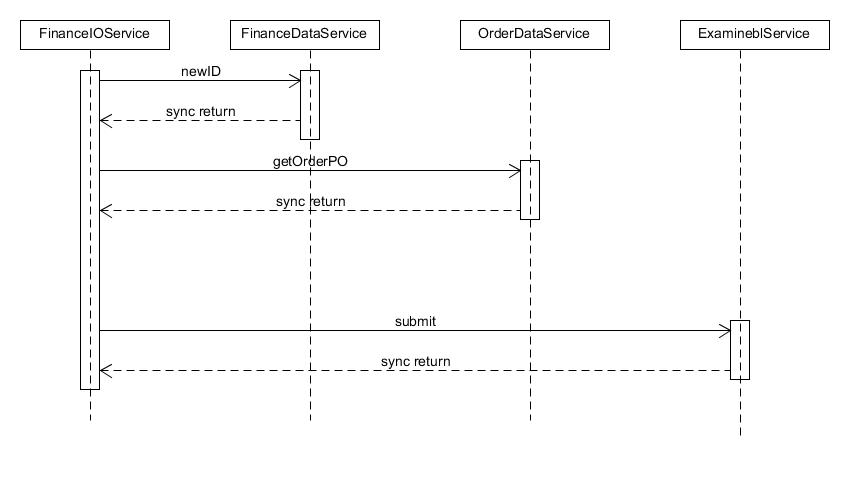 FinanceIOService
FinanceDataService
OrderDataService
ExamineblService
newID
sync return
getOrderPO
sync return
submit
sync return